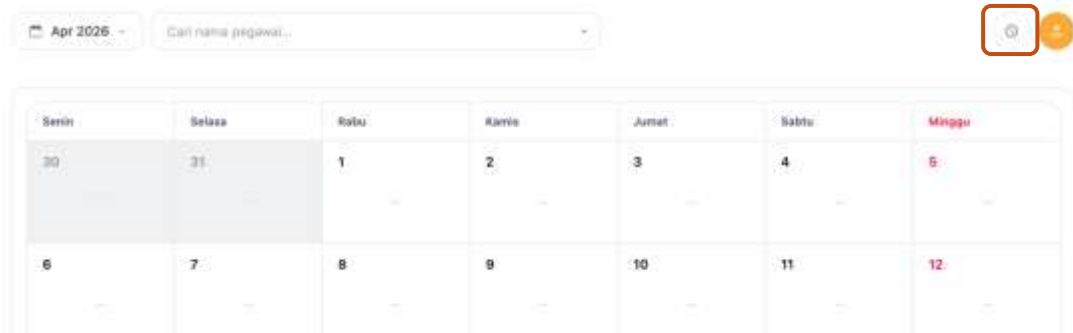 Apr 2026
Cari nama pegawai...
Senin Selasa Rabu Kamis Jumat Sabtu Minggu
30 31 1 2 3 4 5
6 7 8 9 10 11 12